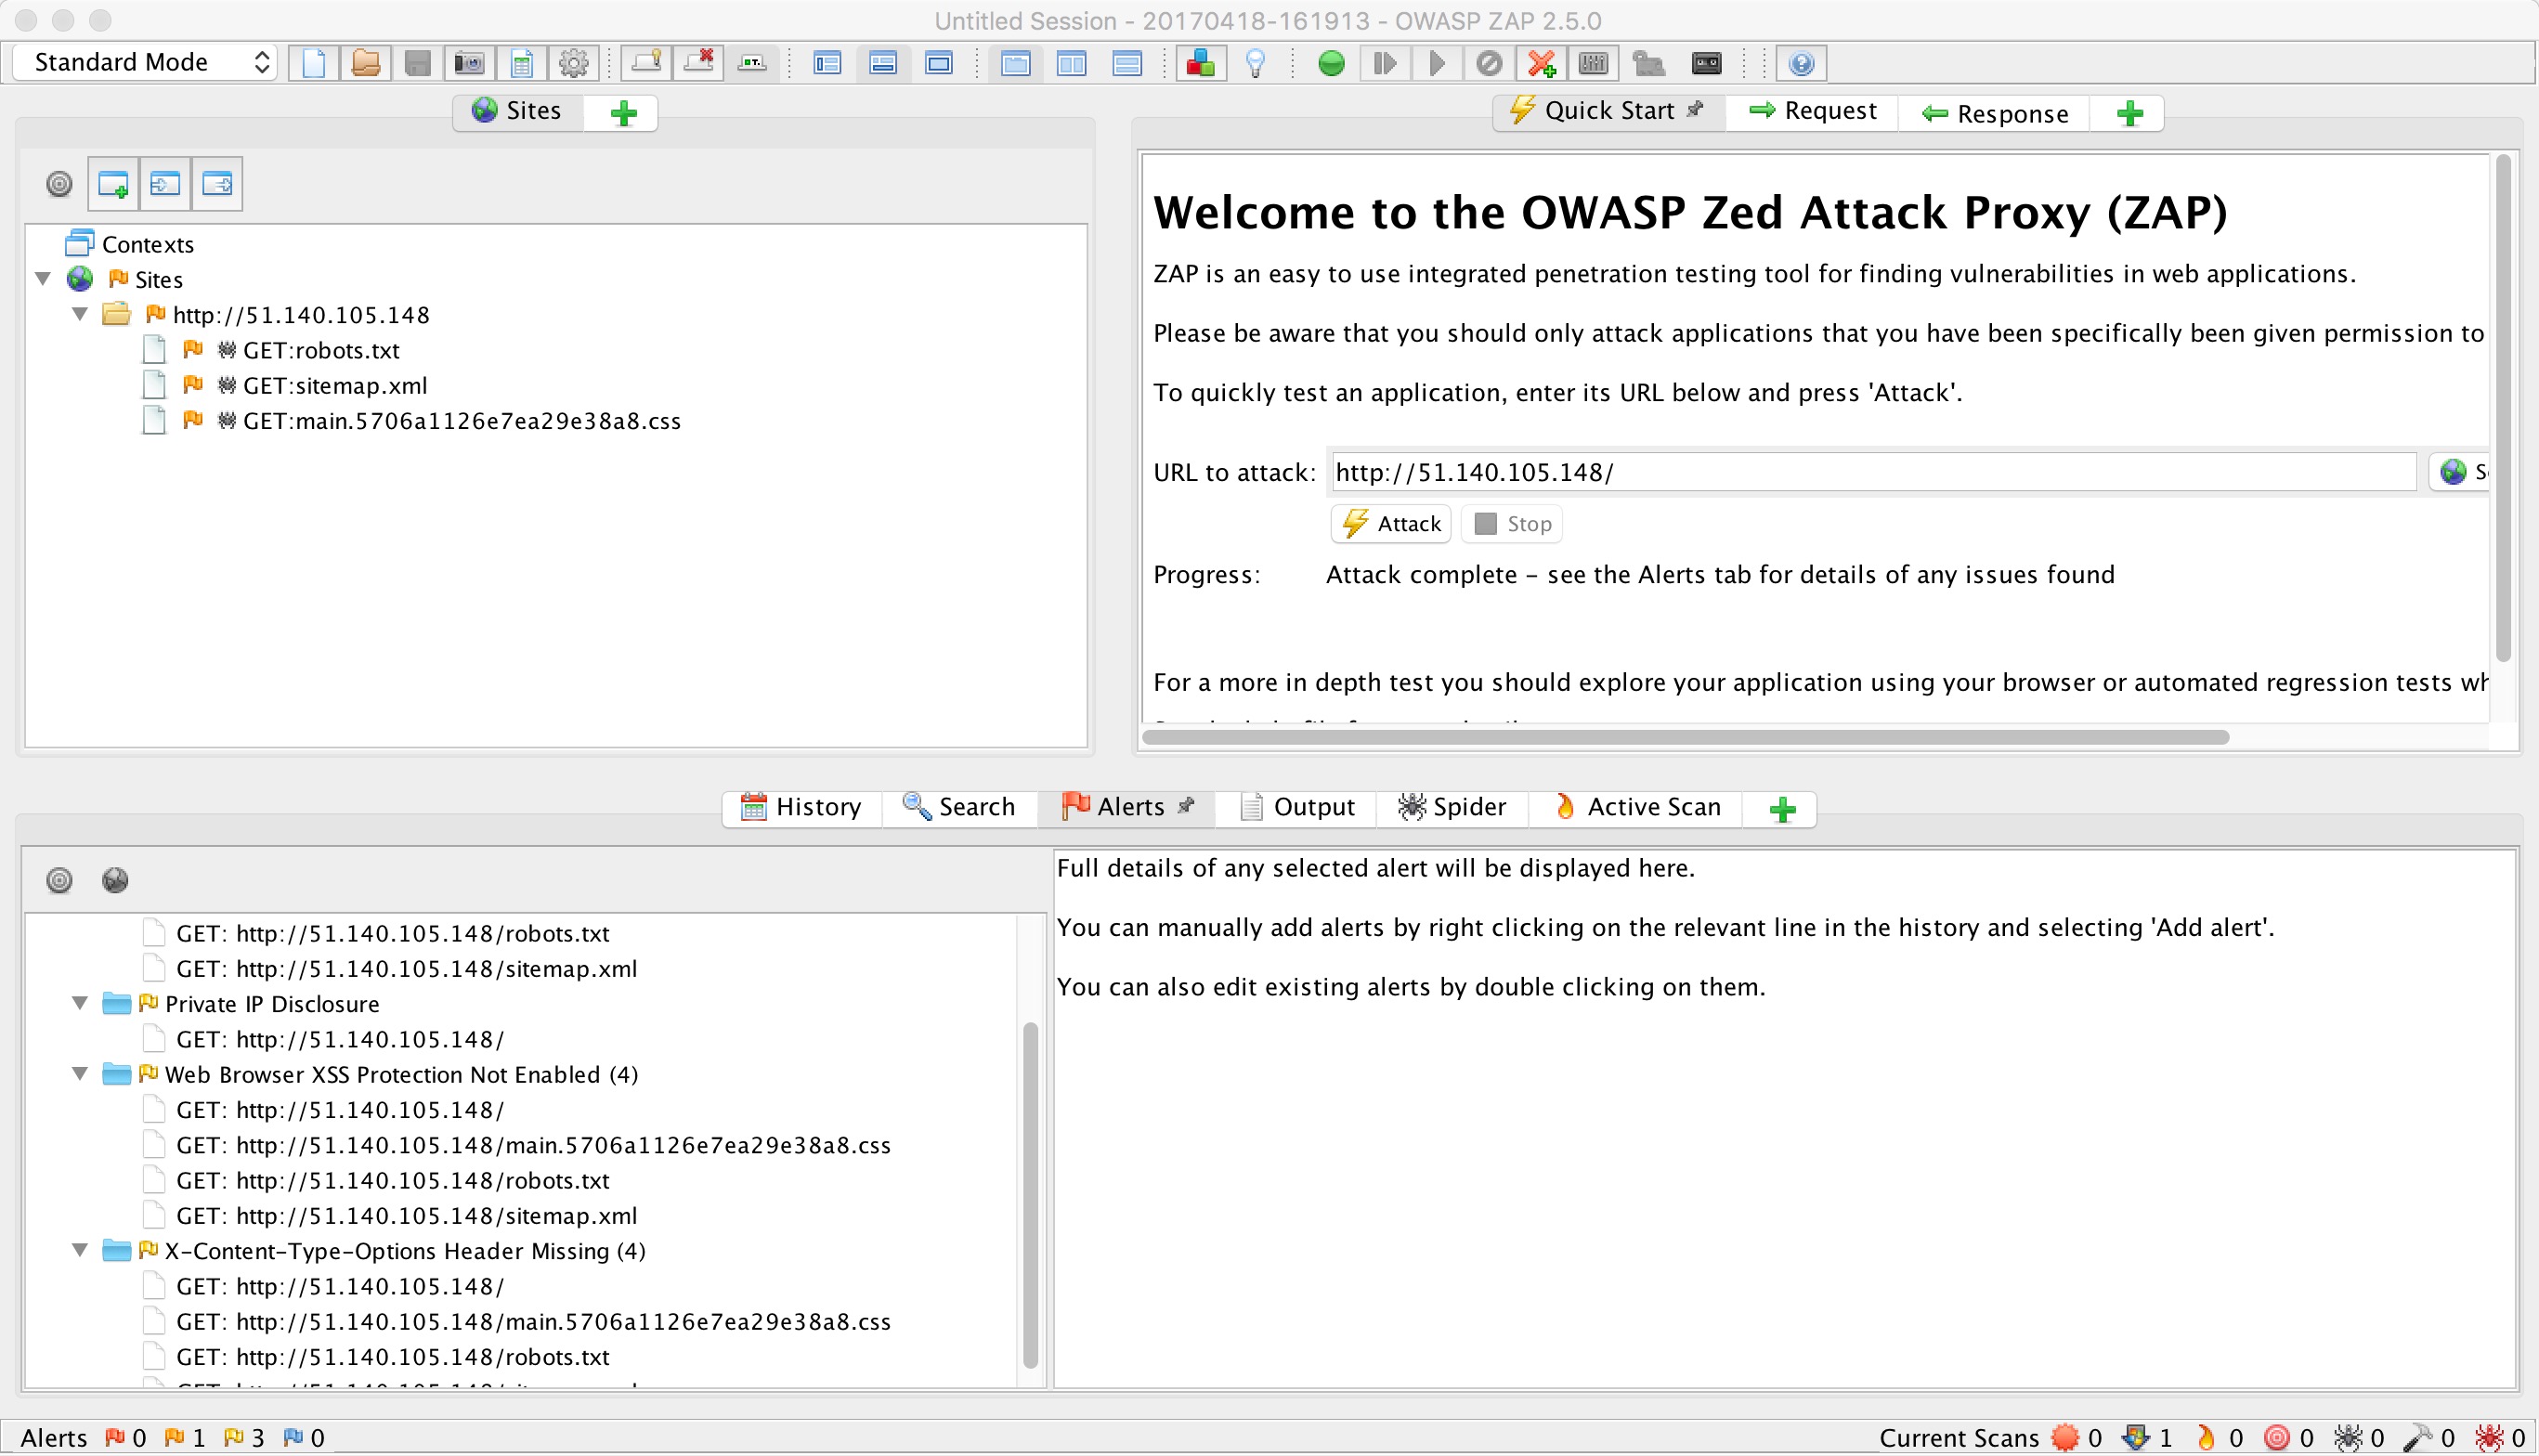 Untitled Session - 20170418-161913 - OWASP ZAP 2.5.0
Standard Mode
Sites
Quick Start
Request
Response
Contexts
Sites
http://51.140.105.148
GET:robots.txt
GET:sitemap.xml
GET:main.5706a1126e7ea29e38a8.css
Welcome to the OWASP Zed Attack Proxy (ZAP)
ZAP is an easy to use integrated penetration testing tool for finding vulnerabilities in web applications.
Please be aware that you should only attack applications that you have been specifically been given permission to
To quickly test an application, enter its URL below and press 'Attack'.
URL to attack: http://51.140.105.148/
Attack Stop
Progress: Attack complete - see the Alerts tab for details of any issues found
For a more in depth test you should explore your application using your browser or automated regression tests
History Search Alerts Output Spider Active Scan
GET: http://51.140.105.148/robots.txt
GET: http://51.140.105.148/sitemap.xml
Private IP Disclosure
GET: http://51.140.105.148/
Web Browser XSS Protection Not Enabled (4)
GET: http://51.140.105.148/
GET: http://51.140.105.148/main.5706a1126e7ea29e38a8.css
GET: http://51.140.105.148/robots.txt
GET: http://51.140.105.148/sitemap.xml
X-Content-Type-Options Header Missing (4)
GET: http://51.140.105.148/
GET: http://51.140.105.148/main.5706a1126e7ea29e38a8.css
GET: http://51.140.105.148/robots.txt
Full details of any selected alert will be displayed here.
You can manually add alerts by right clicking on the relevant line in the history and selecting 'Add alert'.
You can also edit existing alerts by double clicking on them.
Alerts 0 1 3 0
Current Scans 0 1 0 0 0 0 0